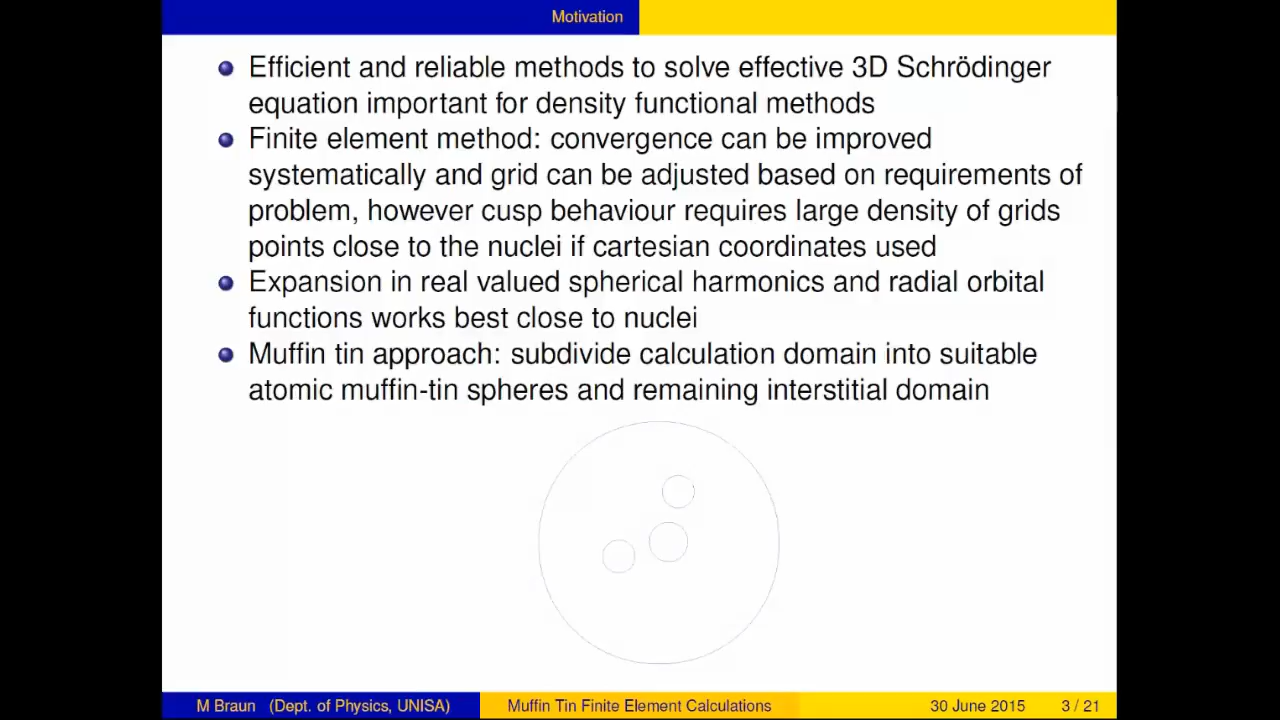 Motivation
Efficient and reliable methods to solve effective 3D Schrödinger
equation important for density functional methods
Finite element method: convergence can be improved
systematically and grid can be adjusted based on requirements of
problem, however cusp behaviour requires large density of grids
points close to the nuclei if cartesian coordinates used
Expansion in real valued spherical harmonics and radial orbital
functions works best close to nuclei
Muffin tin approach: subdivide calculation domain into suitable
atomic muffin-tin spheres and remaining interstitial domain
M Braun (Dept. of Physics, UNISA) Muffin Tin Finite Element Calculations 30 June 2015 3 / 21